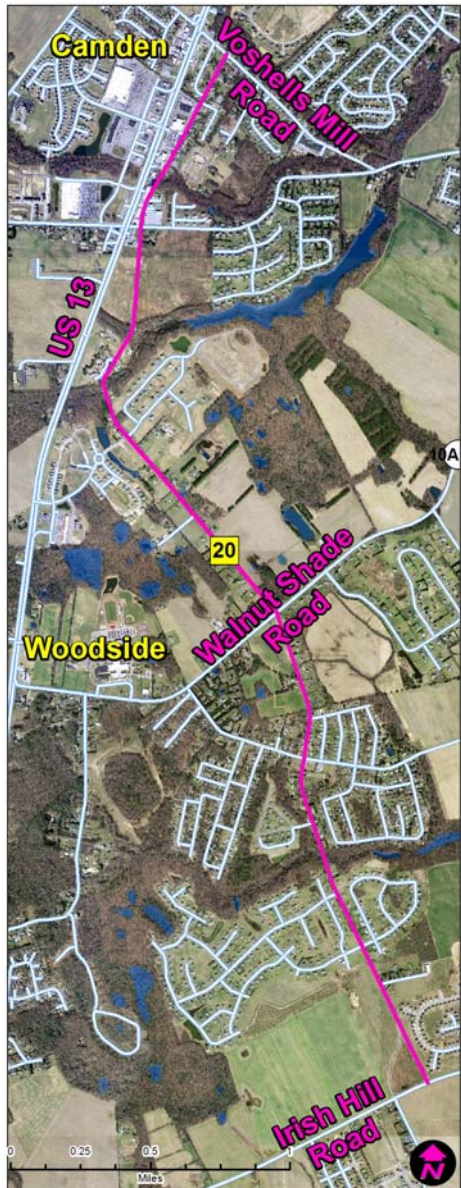 Camden
Voshells Mill
Road
US 13
10A
20
Walnut Shade
Road
Woodside
Irish Hill
Road
0 0.25 0.5 1
Miles
N